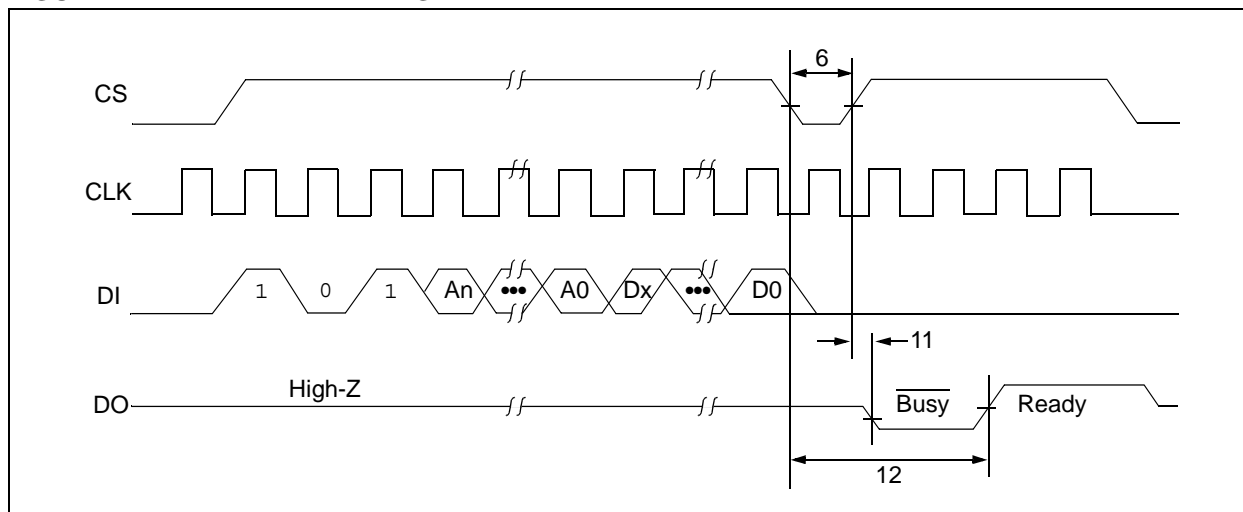 6
CS
CLK
DI 1 0 1 An ••• A0 Dx ••• D0
11
DO High-Z Busy Ready
12